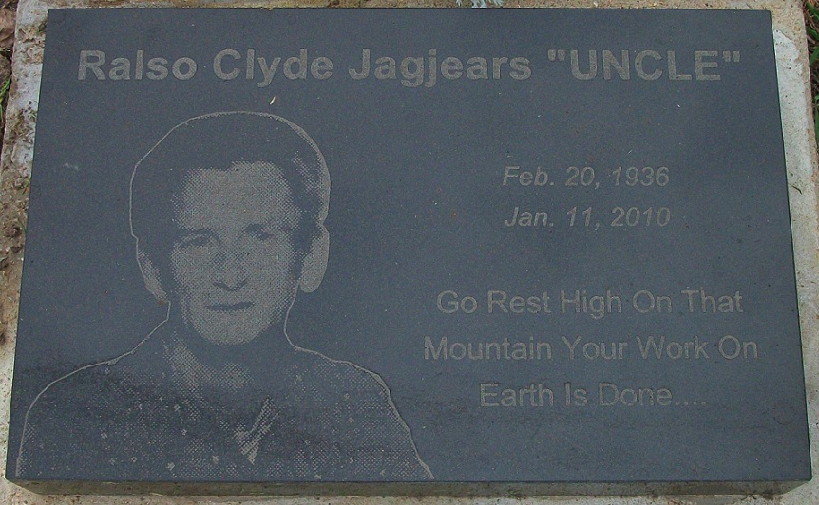 Ralso Clyde Jagjears "UNCLE"
Feb. 20, 1936
Jan. 11, 2010
Go Rest High On That
Mountain Your Work On
Earth Is Done....